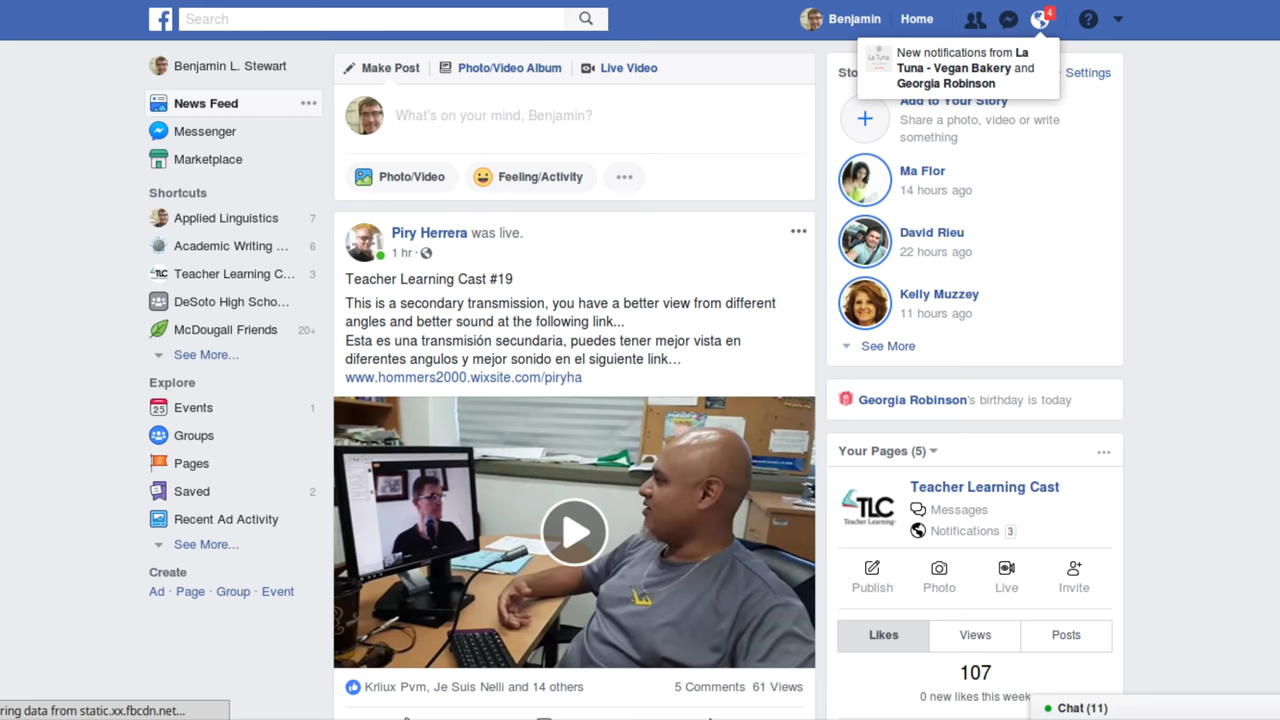 Search
Benjamin
Home
4
New notifications from La
Tuna - Vegan Bakery and
Georgia Robinson
Benjamin L. Stewart
News Feed
Messenger
Marketplace
Shortcuts
Applied Linguistics 7
Academic Writing ... 6
Teacher Learning C... 3
DeSoto High Scho...
McDougall Friends 20+
See More...
Explore
25 Events 1
Groups
Pages
Saved 2
Recent Ad Activity
See More...
Create
Ad · Page · Group · Event
ring data from static.xx.fbcdn.net...
Make Post
Photo/Video Album
Live Video
What's on your mind, Benjamin?
Photo/Video
Feeling/Activity
Piry Herrera was live.
1 hr ·
Teacher Learning Cast #19
This is a secondary transmission, you have a better view from different
angles and better sound at the following link...
Esta es una transmisión secundaria, puedes tener mejor vista en
diferentes angulos y mejor sonido en el siguiente link...
www.hommers2000.wixsite.com/piryha
Krliux Pvm, Je Suis Nelli and 14 others
5 Comments 61 Views
Sto
Settings
Add to Your Story
Share a photo, video or write
something
Ma Flor
14 hours ago
David Rieu
22 hours ago
Kelly Muzzey
11 hours ago
See More
Georgia Robinson's birthday is today
Your Pages (5)
TLC
Teacher Learning
Teacher Learning Cast
Messages
Notifications 3
Publish
Photo
Live
Invite
Likes
Views
Posts
107
0 new likes this week
Chat (11)